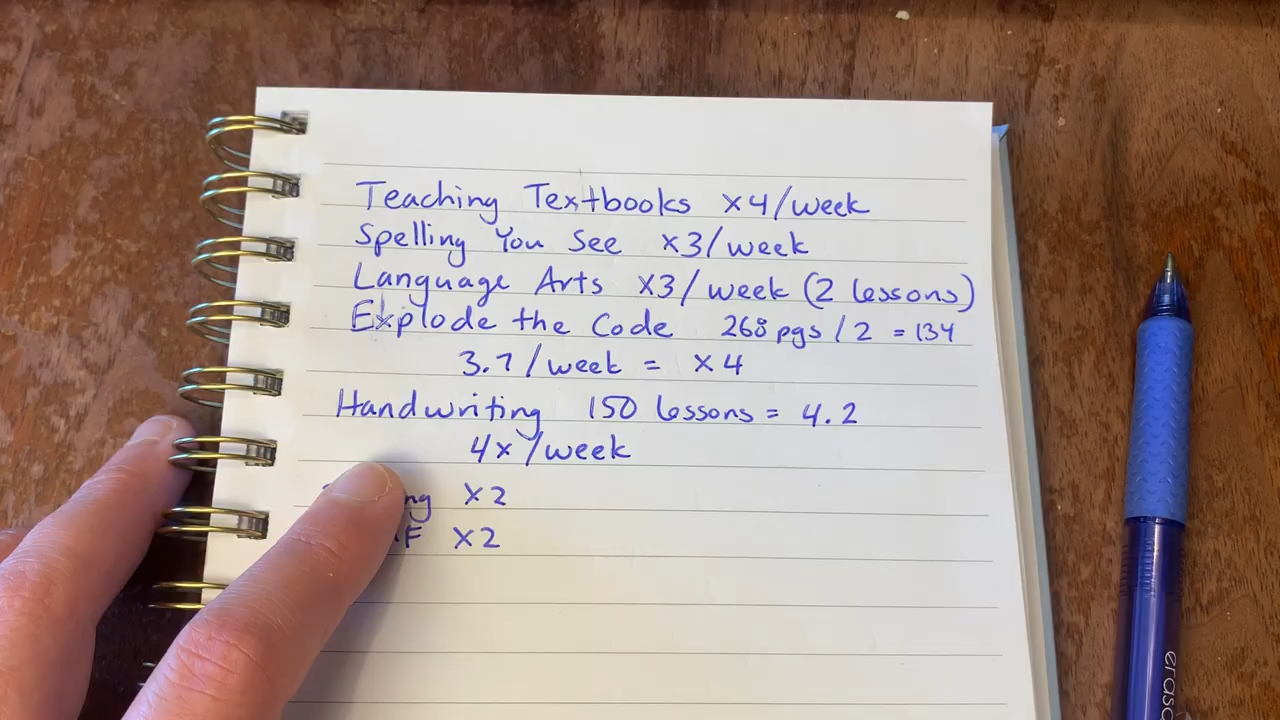 Teaching Textbooks x4/week
Spelling You See x3/week
Language Arts x3/week (2 lessons)
Explode the Code 268 pgs / 2 = 134
3.7/week = x4
Handwriting 150 lessons = 4.2
4x/week
x2
x2